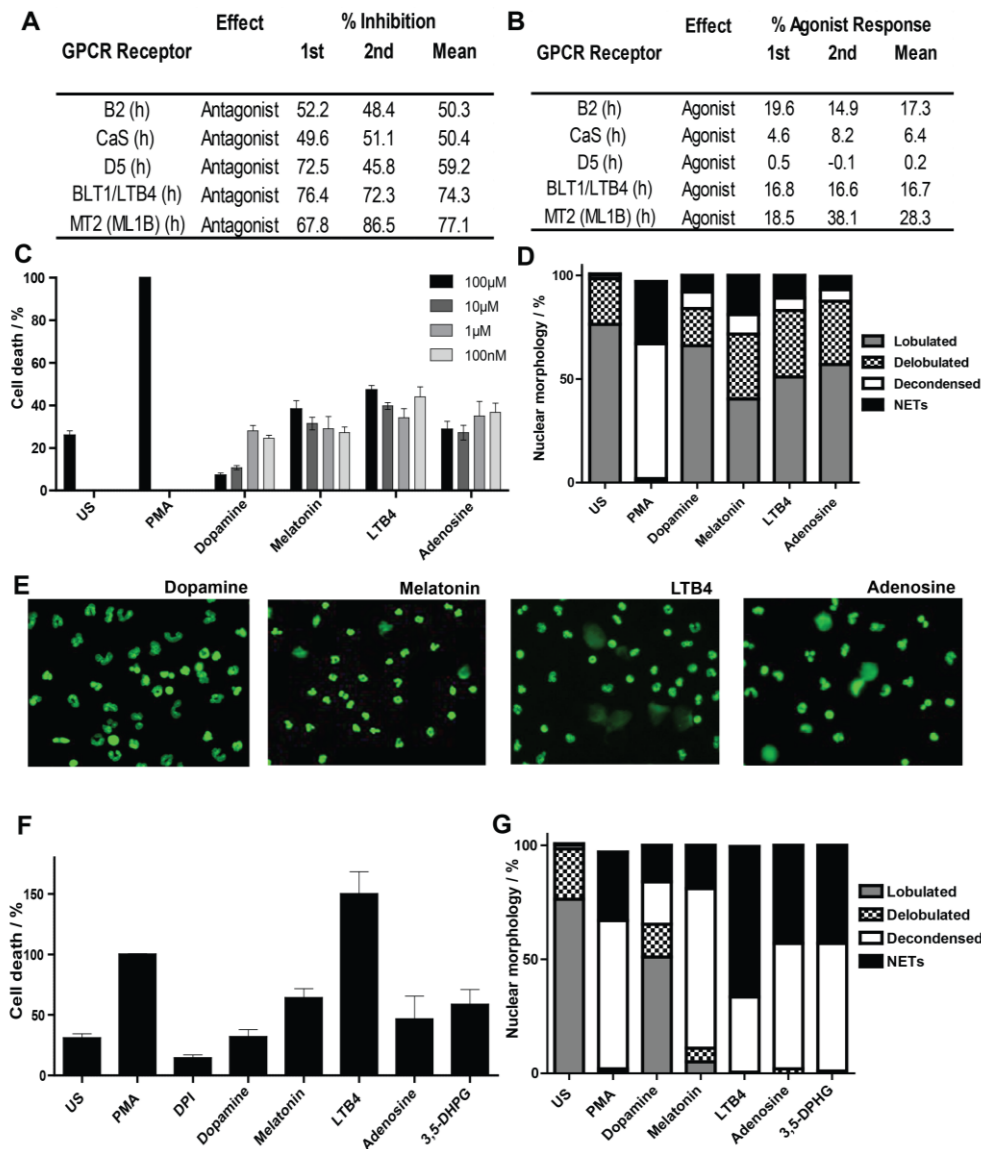 A
Effect % Inhibition
GPCR Receptor 1st 2nd Mean
B2 (h) Antagonist 52.2 48.4 50.3
CaS (h) Antagonist 49.6 51.1 50.4
D5 (h) Antagonist 72.5 45.8 59.2
BLT1/LTB4 (h) Antagonist 76.4 72.3 74.3
MT2 (ML1B) (h) Antagonist 67.8 86.5 77.1
B
Effect % Agonist Response
GPCR Receptor 1st 2nd Mean
B2 (h) Agonist 19.6 14.9 17.3
CaS (h) Agonist 4.6 8.2 6.4
D5 (h) Agonist 0.5 -0.1 0.2
BLT1/LTB4 (h) Agonist 16.8 16.6 16.7
MT2 (ML1B) (h) Agonist 18.5 38.1 28.3
C
Cell death / %
100
80
60
40
20
0
100μM
10μM
1μM
100nM
US PMA Dopamine Melatonin LTB4 Adenosine
D
Nuclear morphology / %
100
50
0
Lobulated
Delobulated
Decondensed
NETs
US PMA Dopamine Melatonin LTB4 Adenosine
E
Dopamine Melatonin LTB4 Adenosine
F
Cell death / %
150
100
50
0
US PMA DPI Dopamine Melatonin LTB4 Adenosine 3,5-DHPG
G
Nuclear morphology / %
100
50
0
Lobulated
Delobulated
Decondensed
NETs
US PMA Dopamine Melatonin LTB4 Adenosine 3,5-DPHG